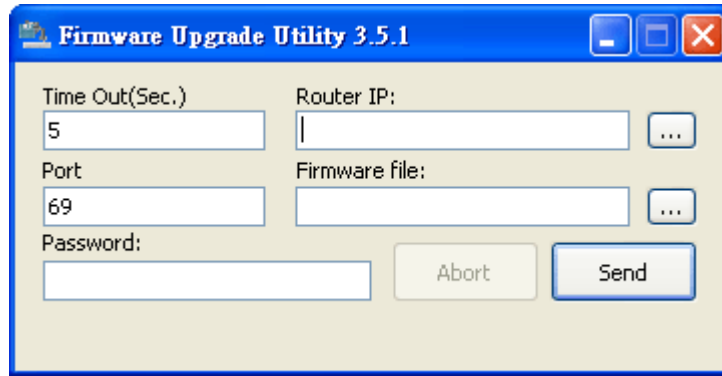 Firmware Upgrade Utility 3.5.1
Time Out(Sec.) Router IP:
5 ...
Port Firmware file:
69 ...
Password:
Abort Send